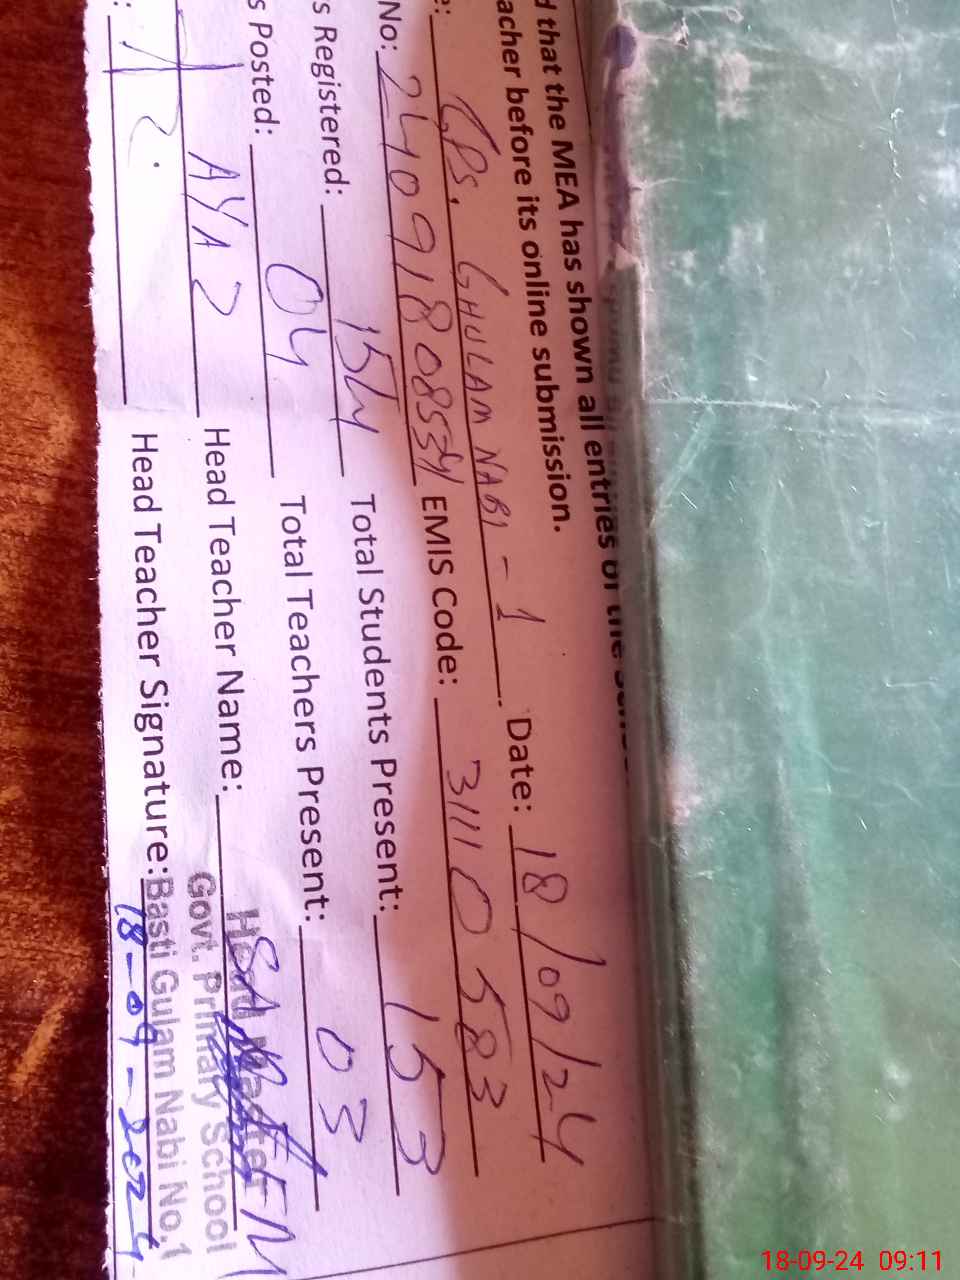 d that the MEA has shown all entries of the
acher before its online submission.
e: GPS. GHULAM NABI - 1 Date: 18/09/24
No: 24091808534 EMIS Code: 31110583
s Registered: 154 Total Students Present: 153
s Posted: 04 Total Teachers Present: 03
AYAZ Head Teacher Name:
Head Teacher Signature:
Head Master
Govt. Primary School
Basti Gulam Nabi No.1
18-09-2024
18-09-24 09:11